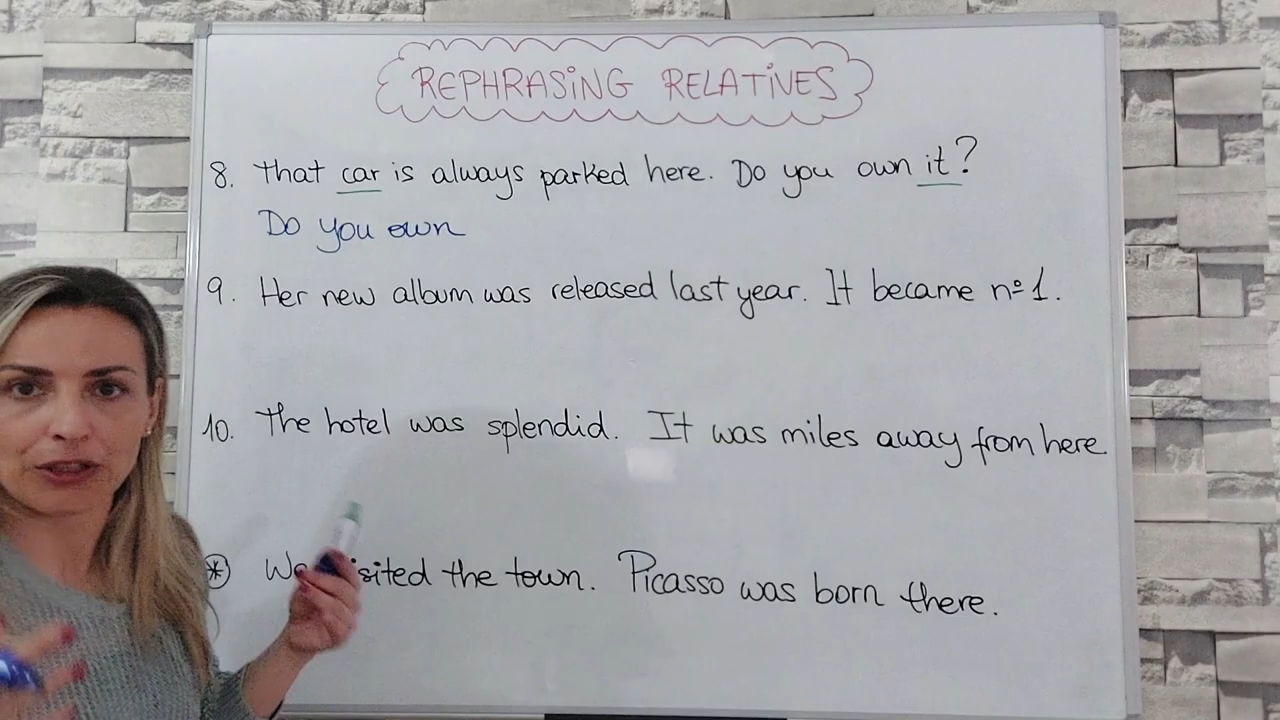 REPHRASING RELATIVES
8. That car is always parked here. Do you own it?
Do you own
9. Her new album was released last year. It became nº 1.
10. The hotel was splendid. It was miles away from here.
* We visited the town. Picasso was born there.